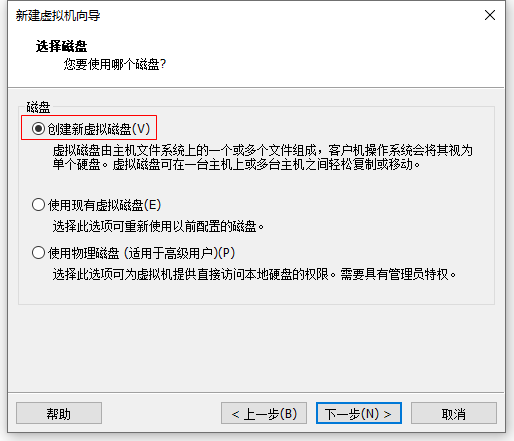 新建虚拟机向导
选择磁盘
您要使用哪个磁盘?
磁盘
创建新虚拟磁盘(V)
虚拟磁盘由主机文件系统上的一个或多个文件组成，客户机操作系统会将其视为
单个硬盘。虚拟磁盘可在一台主机上或多台主机之间轻松复制或移动。
使用现有虚拟磁盘(E)
选择此选项可重新使用以前配置的磁盘。
使用物理磁盘 (适用于高级用户)(P)
选择此选项可为虚拟机提供直接访问本地硬盘的权限。需要具有管理员特权。
帮助
< 上一步(B)
下一步(N) >
取消